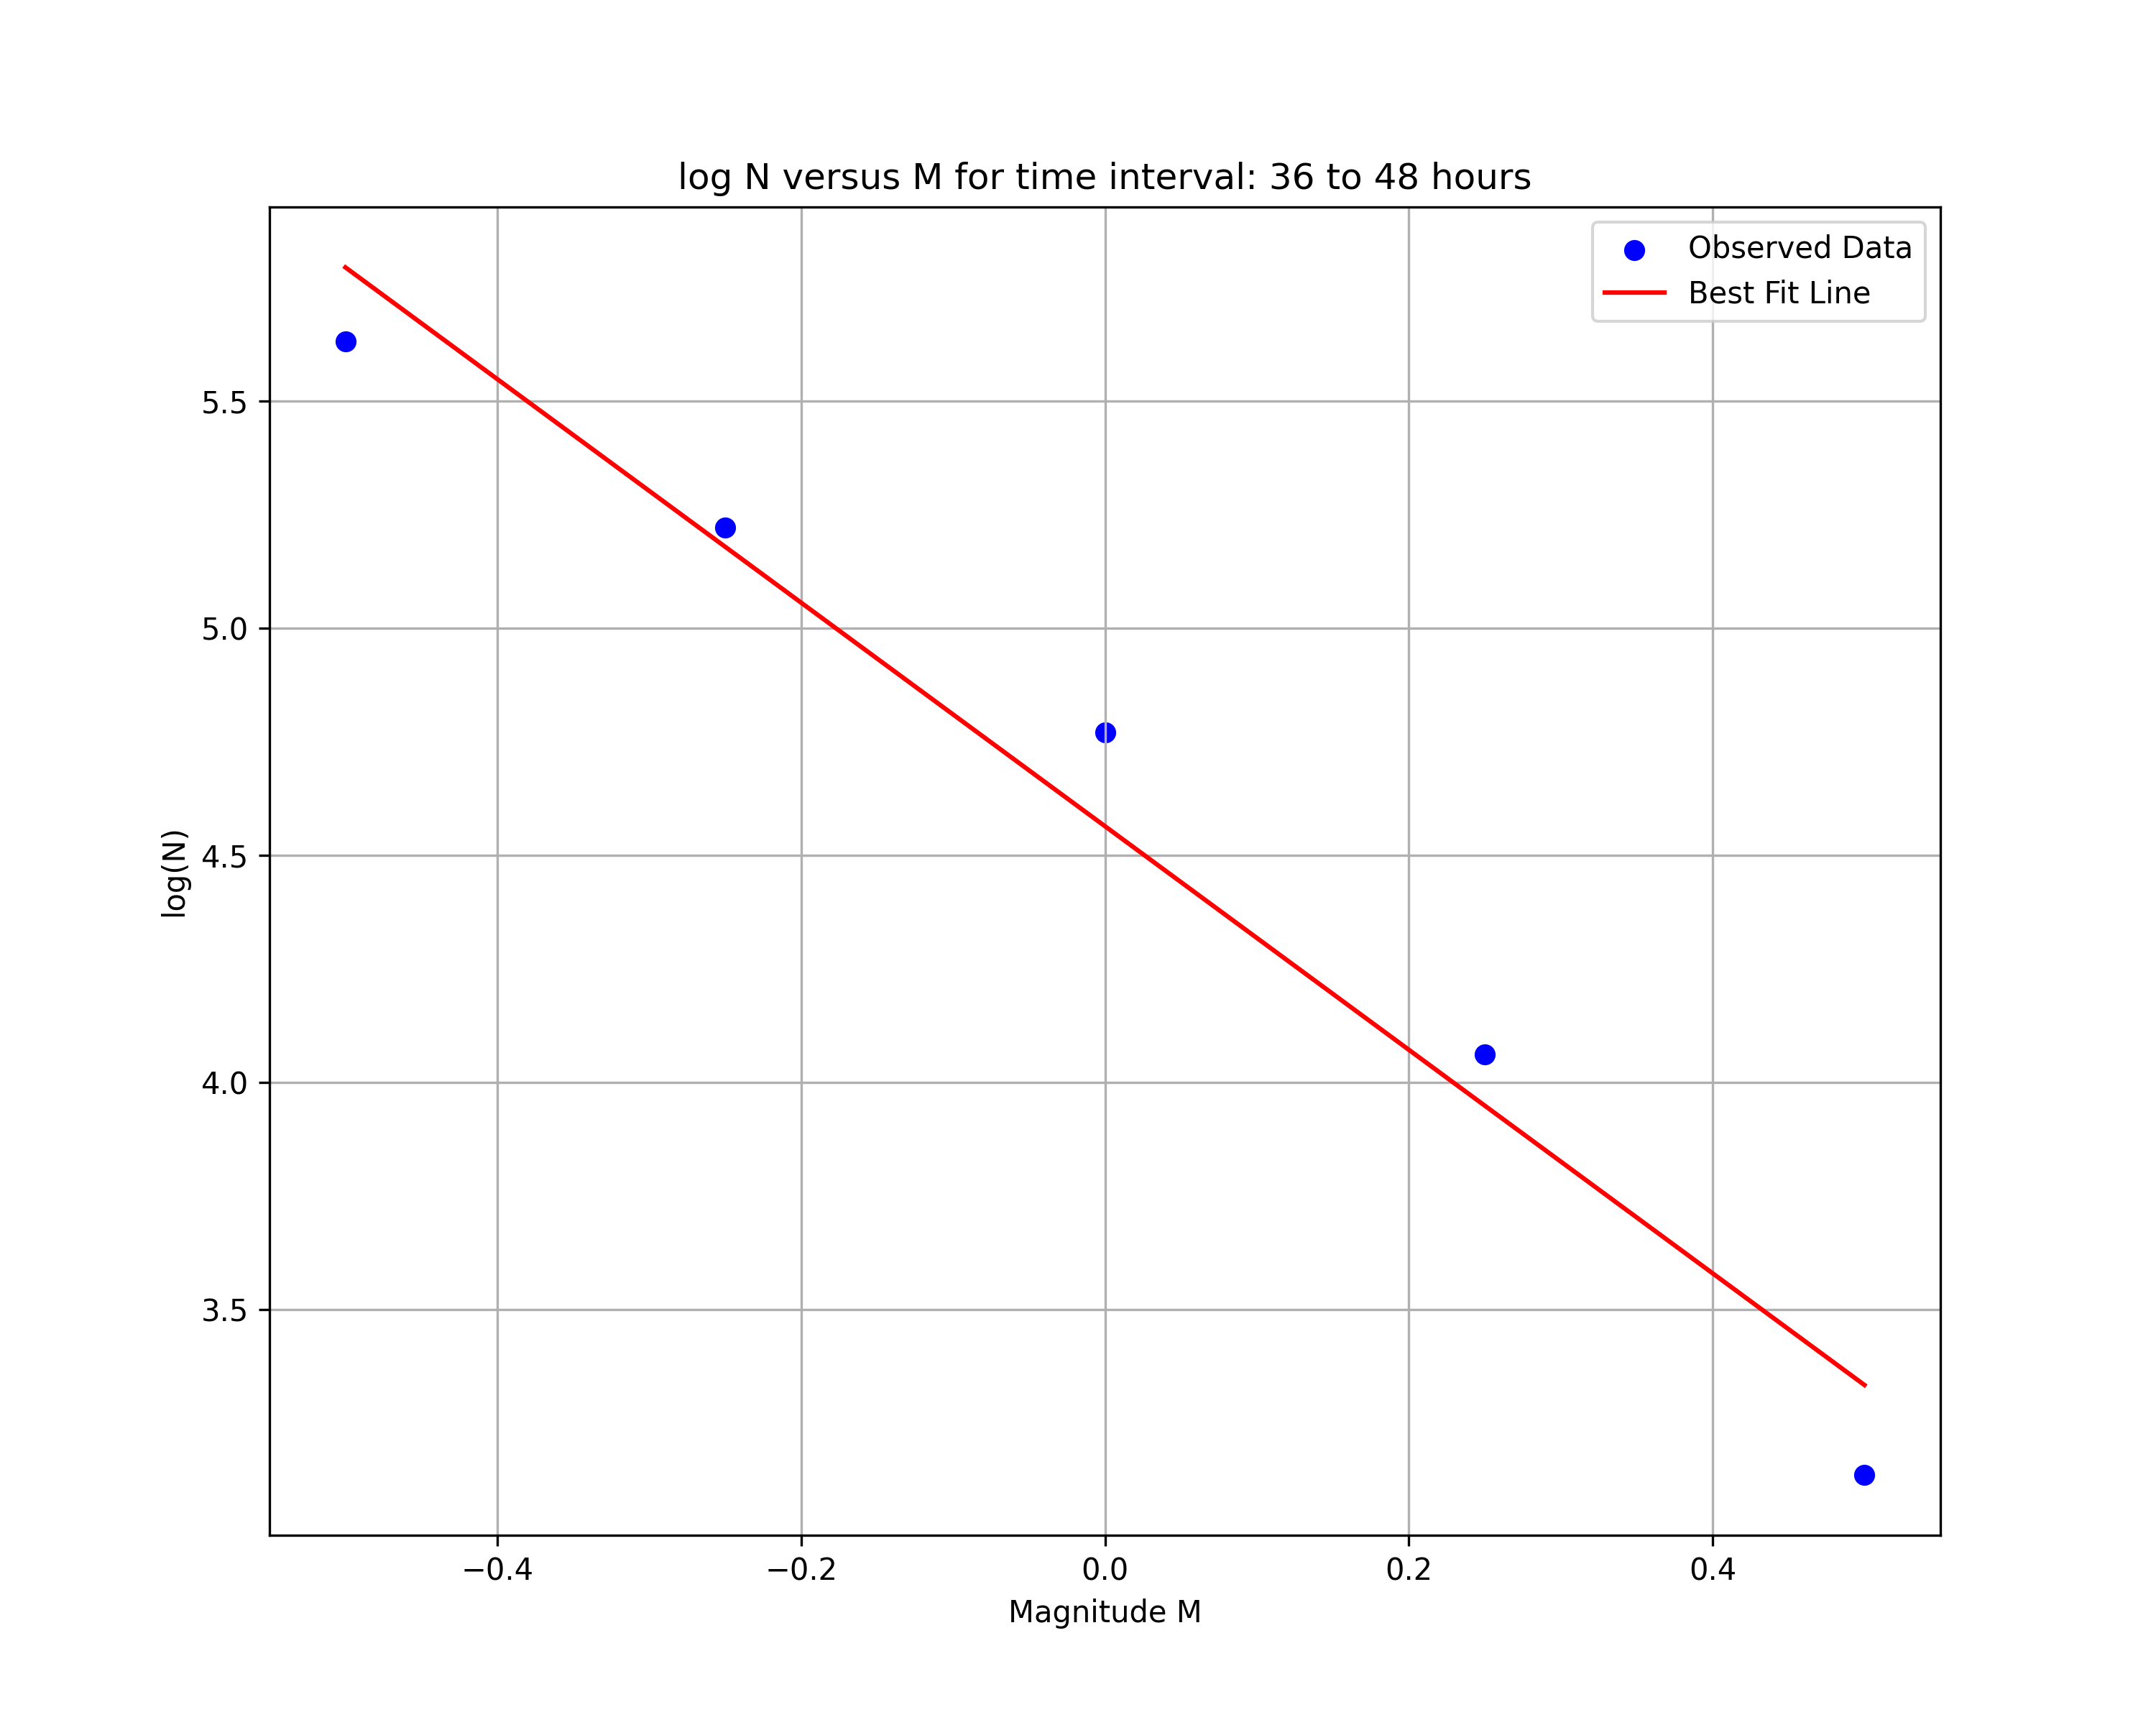 log N versus M for time interval: 36 to 48 hours
Observed Data
Best Fit Line
log(N)
5.5
5.0
4.5
4.0
3.5
−0.4
−0.2
0.0
0.2
0.4
Magnitude M